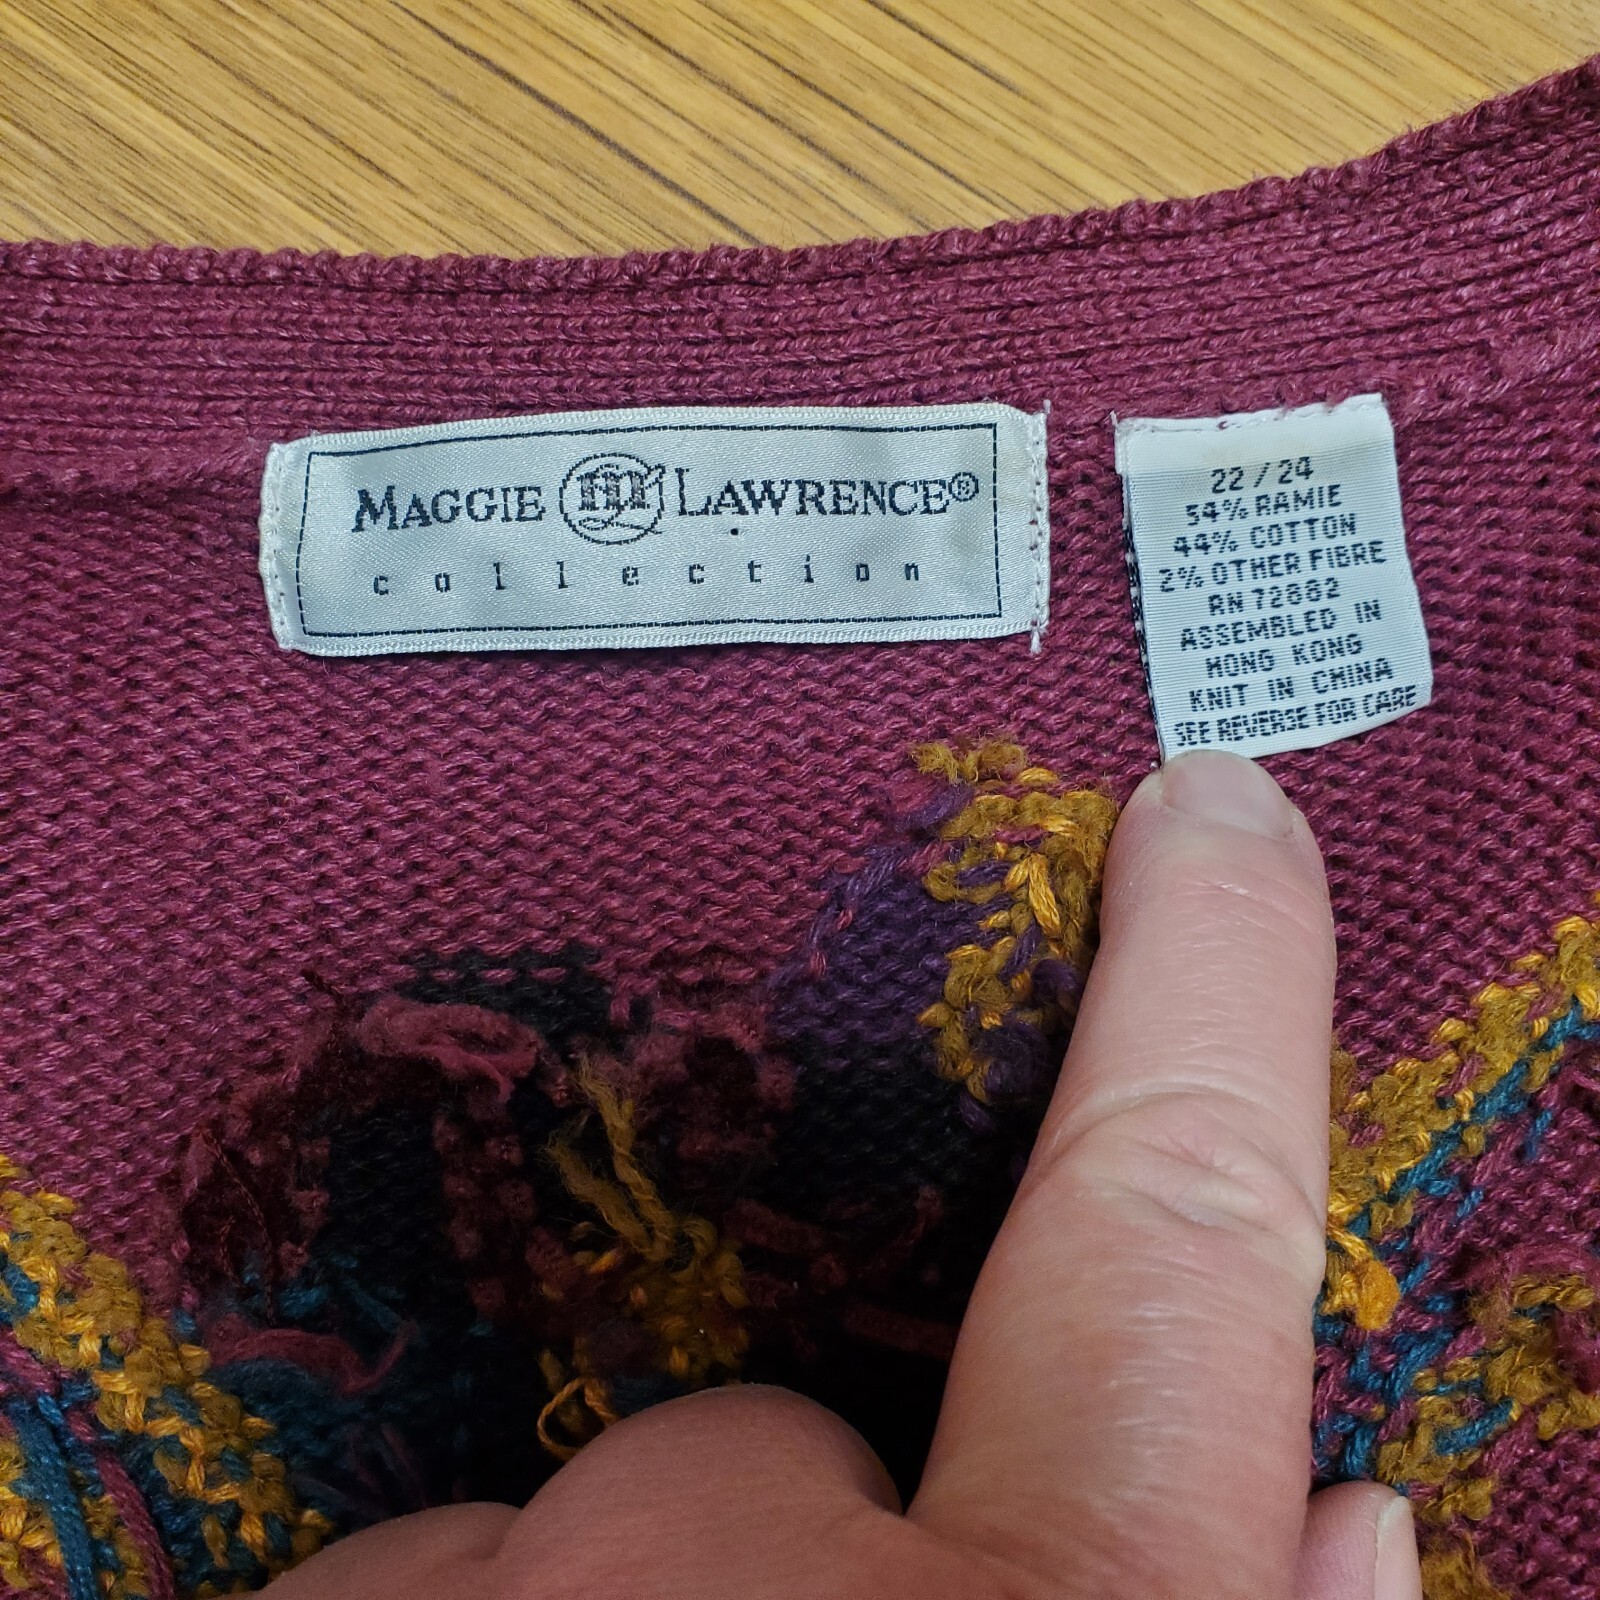 MAGGIE m LAWRENCE®
collection
22/24
54% RAMIE
44% COTTON
2% OTHER FIBRE
RN 72882
ASSEMBLED IN
HONG KONG
KNIT IN CHINA
SEE REVERSE FOR CARE